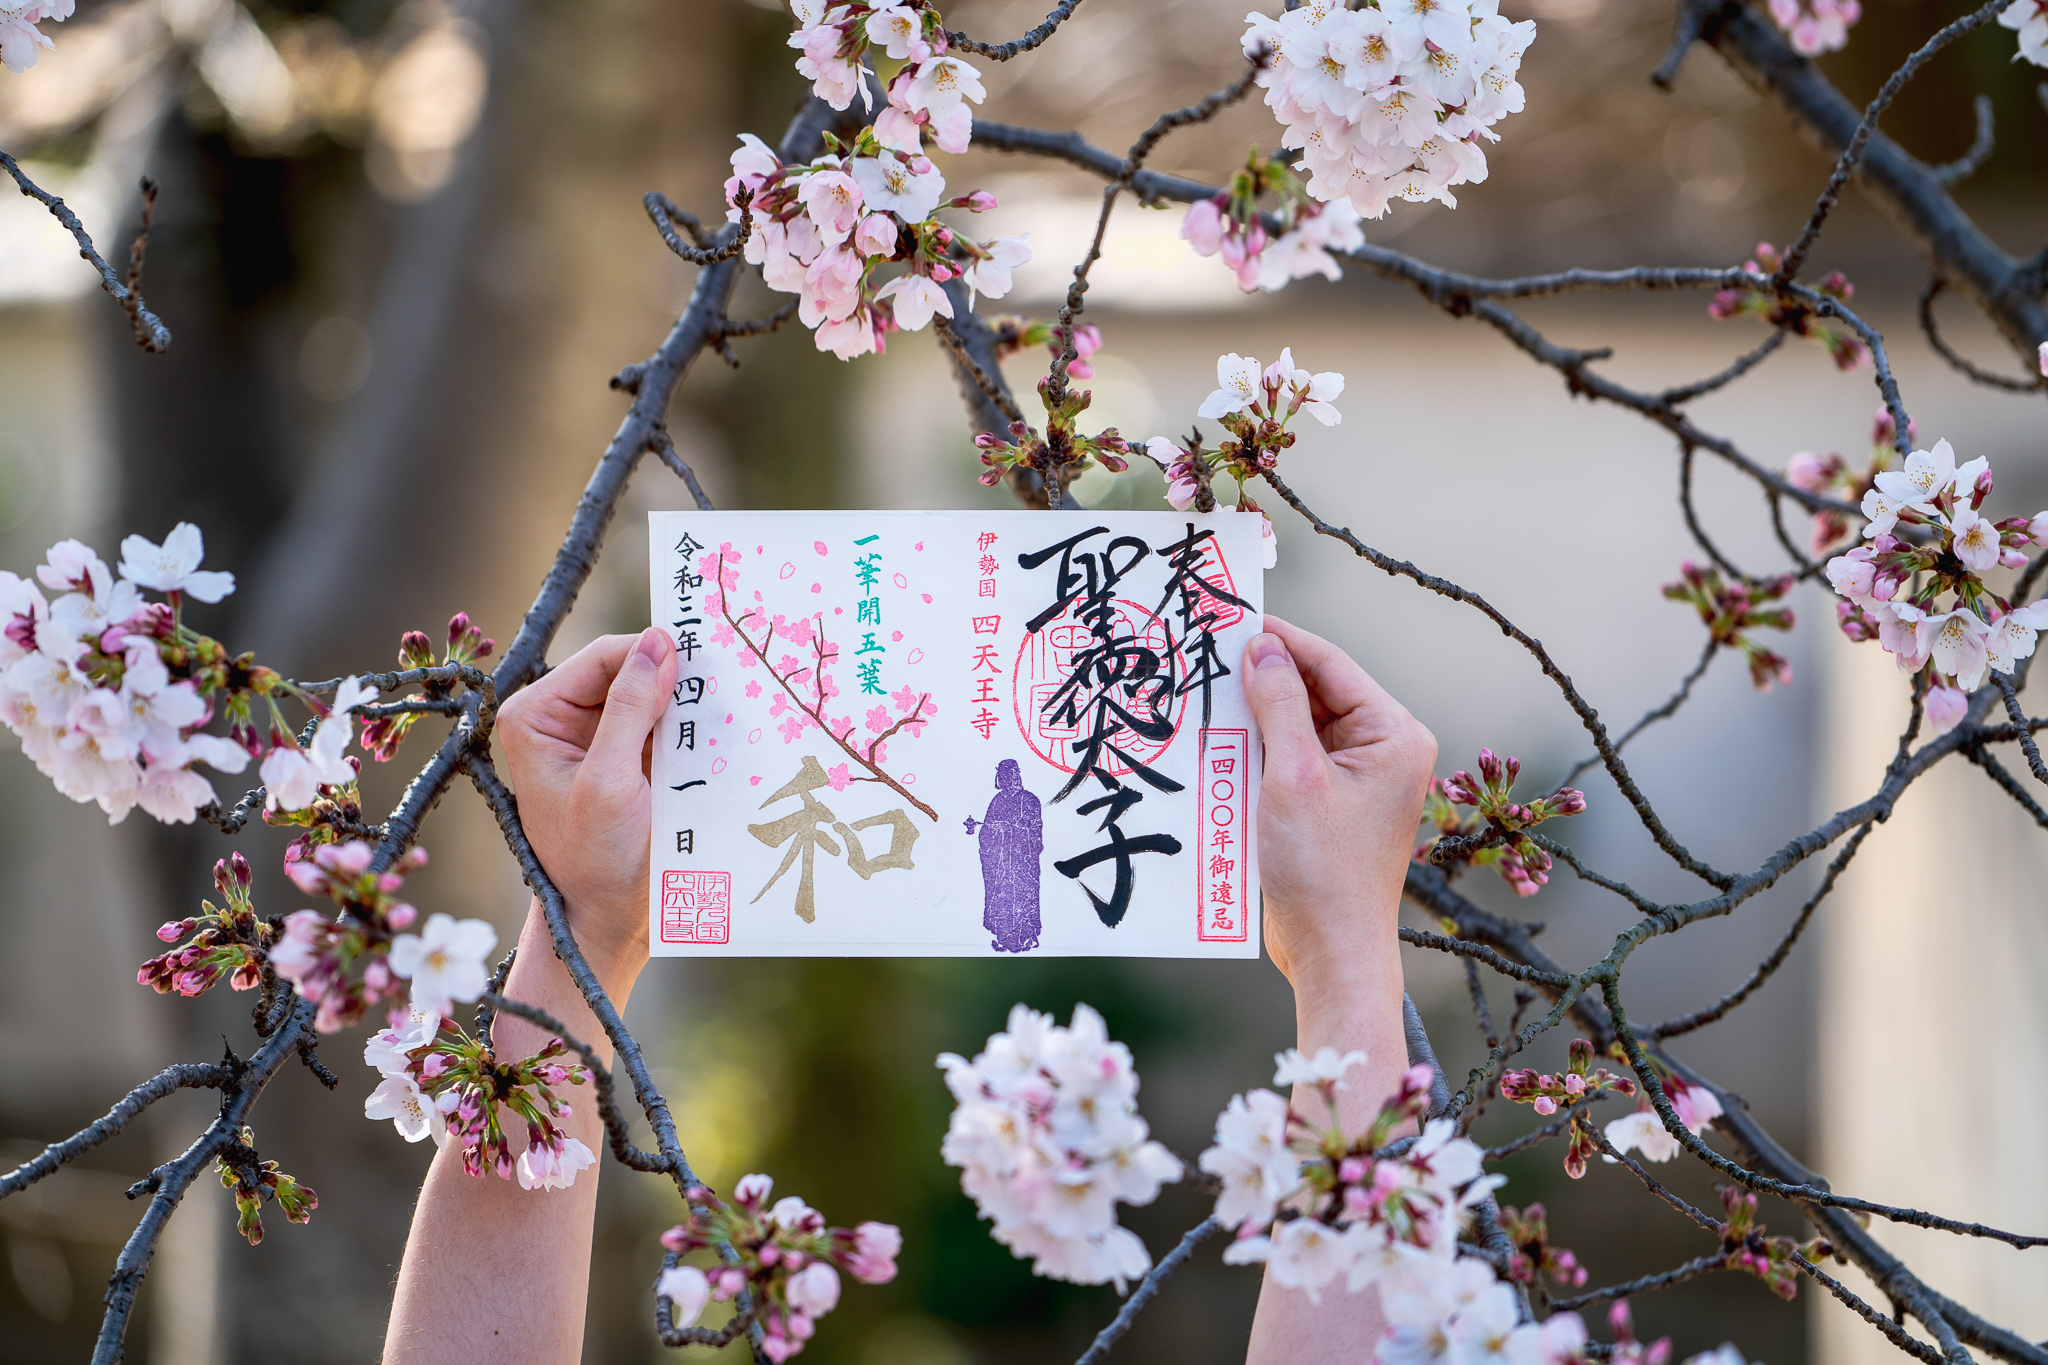 奉拝
一四〇〇年御遠忌
聖徳太子
伊勢国 四天王寺
一華開五葉
和
令和三年四月一日
伊勢之国
四天王寺